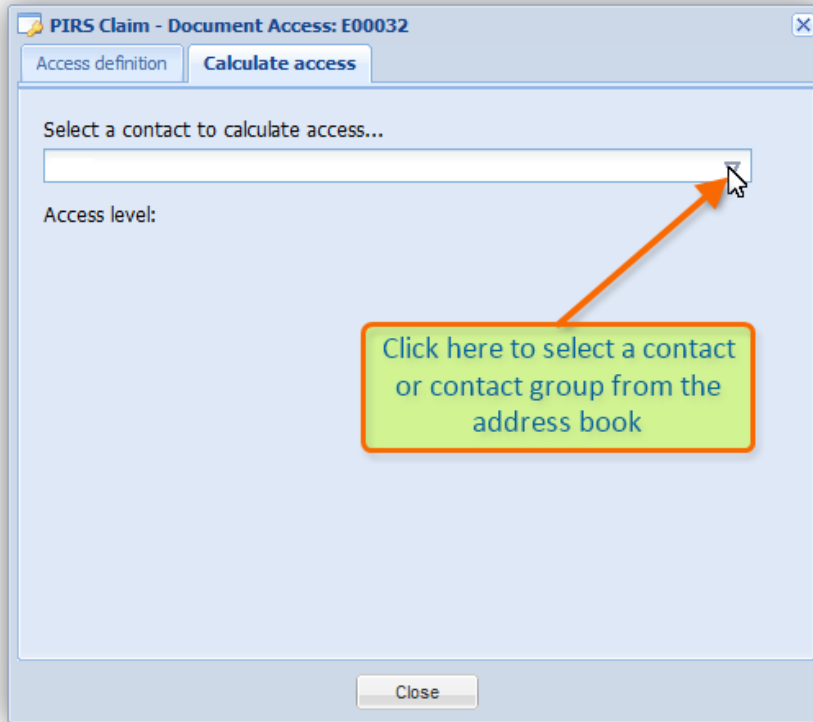 PIRS Claim - Document Access: E00032
Access definition
Calculate access
Select a contact to calculate access...
Access level:
Click here to select a contact
or contact group from the
address book
Close